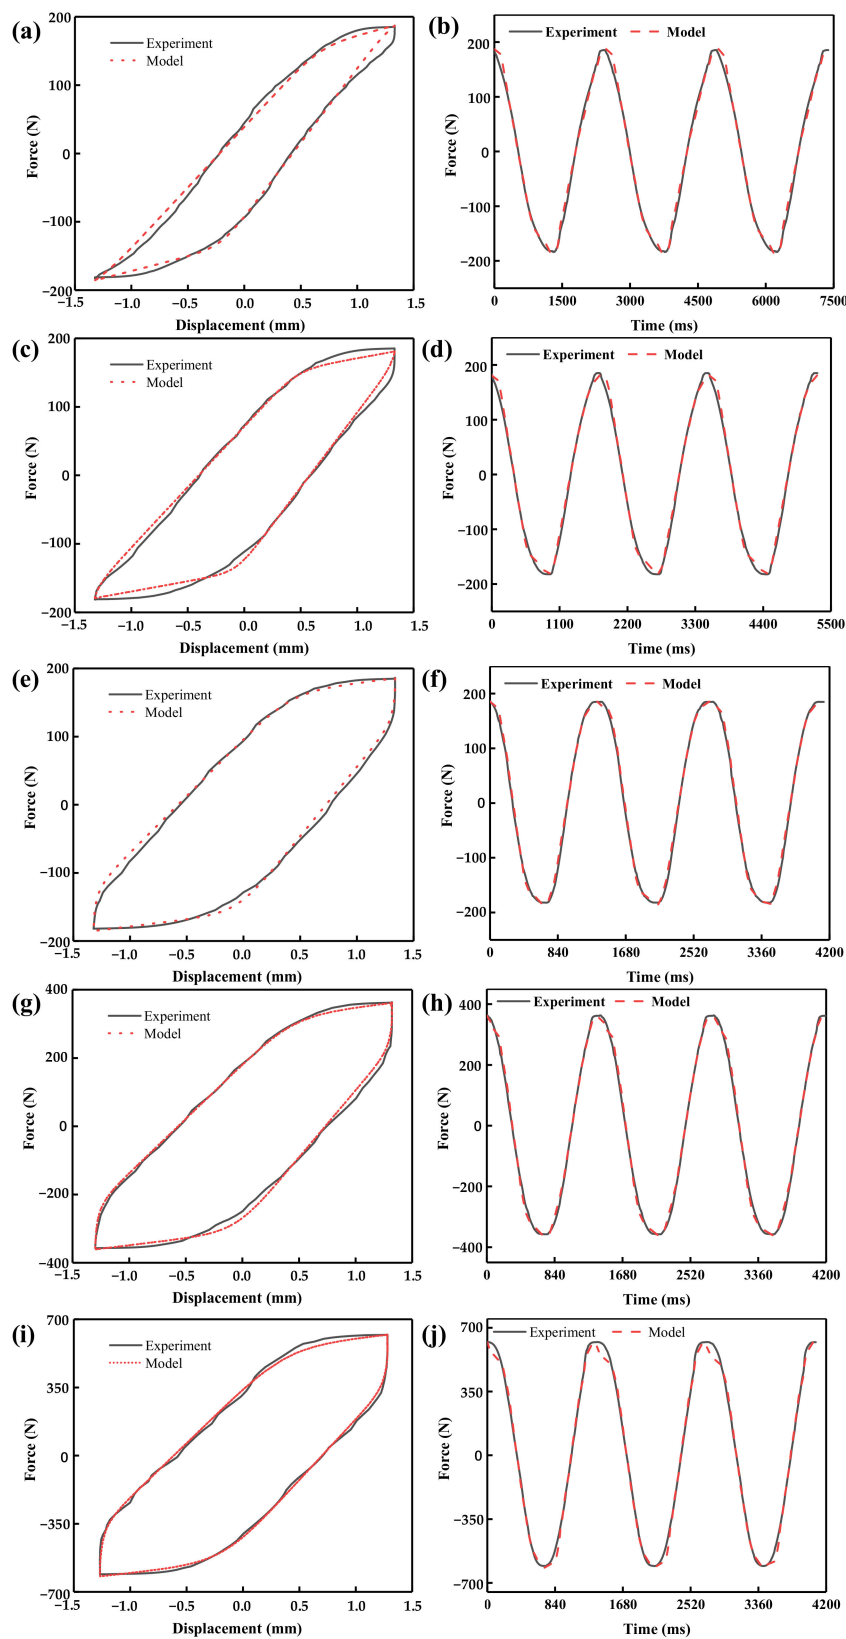 (a)
200
100
0
−100
−200
Force (N)
Experiment
Model
−1.5
−1.0
−0.5
0.0
0.5
1.0
1.5
Displacement (mm)
(b)
200
100
0
−100
−200
Force (N)
Experiment
Model
0
1500
3000
4500
6000
7500
Time (ms)
(c)
200
100
0
−100
−200
Force (N)
Experiment
Model
−1.5
−1.0
−0.5
0.0
0.5
1.0
1.5
Displacement (mm)
(d)
200
100
0
−100
−200
Force (N)
Experiment
Model
0
1100
2200
3300
4400
5500
Time (ms)
(e)
200
100
0
−100
−200
Force (N)
Experiment
Model
−1.5
−1.0
−0.5
0.0
0.5
1.0
1.5
Displacement (mm)
(f)
200
100
0
−100
−200
Force (N)
Experiment
Model
0
840
1680
2520
3360
4200
Time (ms)
(g)
400
200
0
−200
−400
Force (N)
Experiment
Model
−1.5
−1.0
−0.5
0.0
0.5
1.0
1.5
Displacement (mm)
(h)
400
200
0
−200
−400
Force (N)
Experiment
Model
0
840
1680
2520
3360
4200
Time (ms)
(i)
700
350
0
−350
−700
Force (N)
Experiment
Model
−1.5
−1.0
−0.5
0.0
0.5
1.0
1.5
Displacement (mm)
(j)
700
350
0
−350
−700
Force (N)
Experiment
Model
0
840
1680
2520
3360
4200
Time (ms)